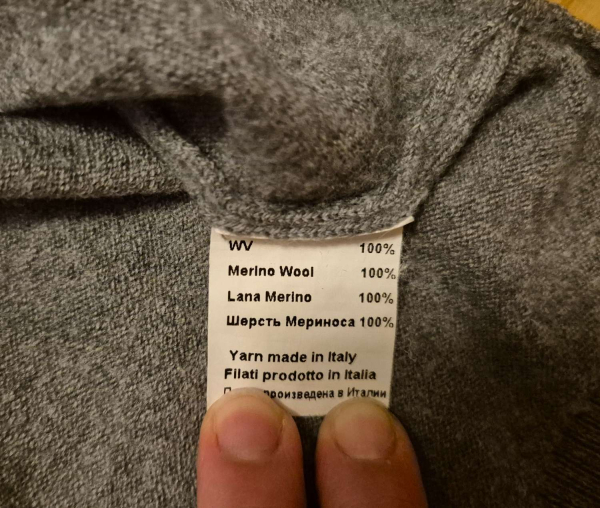 WV 100%
Merino Wool 100%
Lana Merino 100%
Шерсть Мериноса 100%
Yarn made in Italy
Filati prodotto in Italia
произведена в Италии